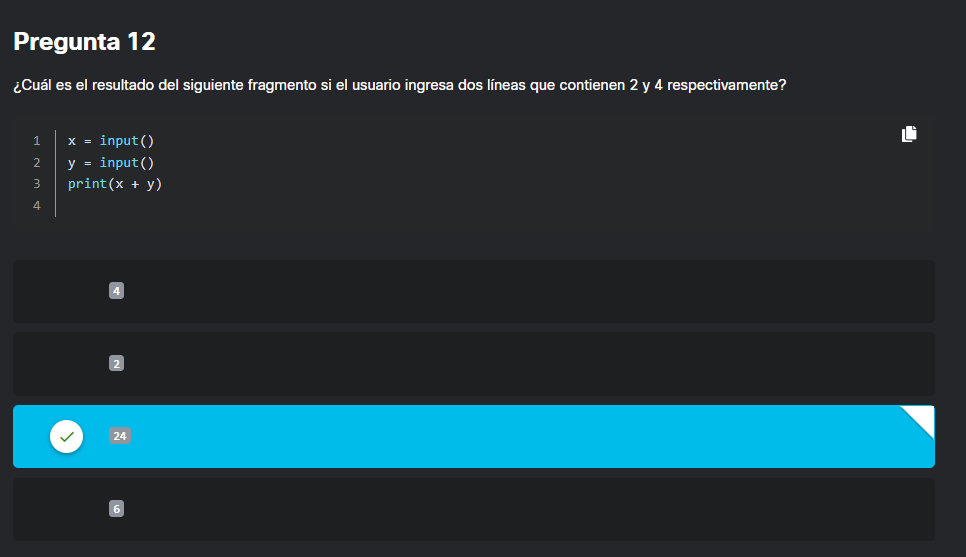 Pregunta 12
¿Cuál es el resultado del siguiente fragmento si el usuario ingresa dos líneas que contienen 2 y 4 respectivamente?
1 x = input()
2 y = input()
3 print(x + y)
4
4
2
24
6